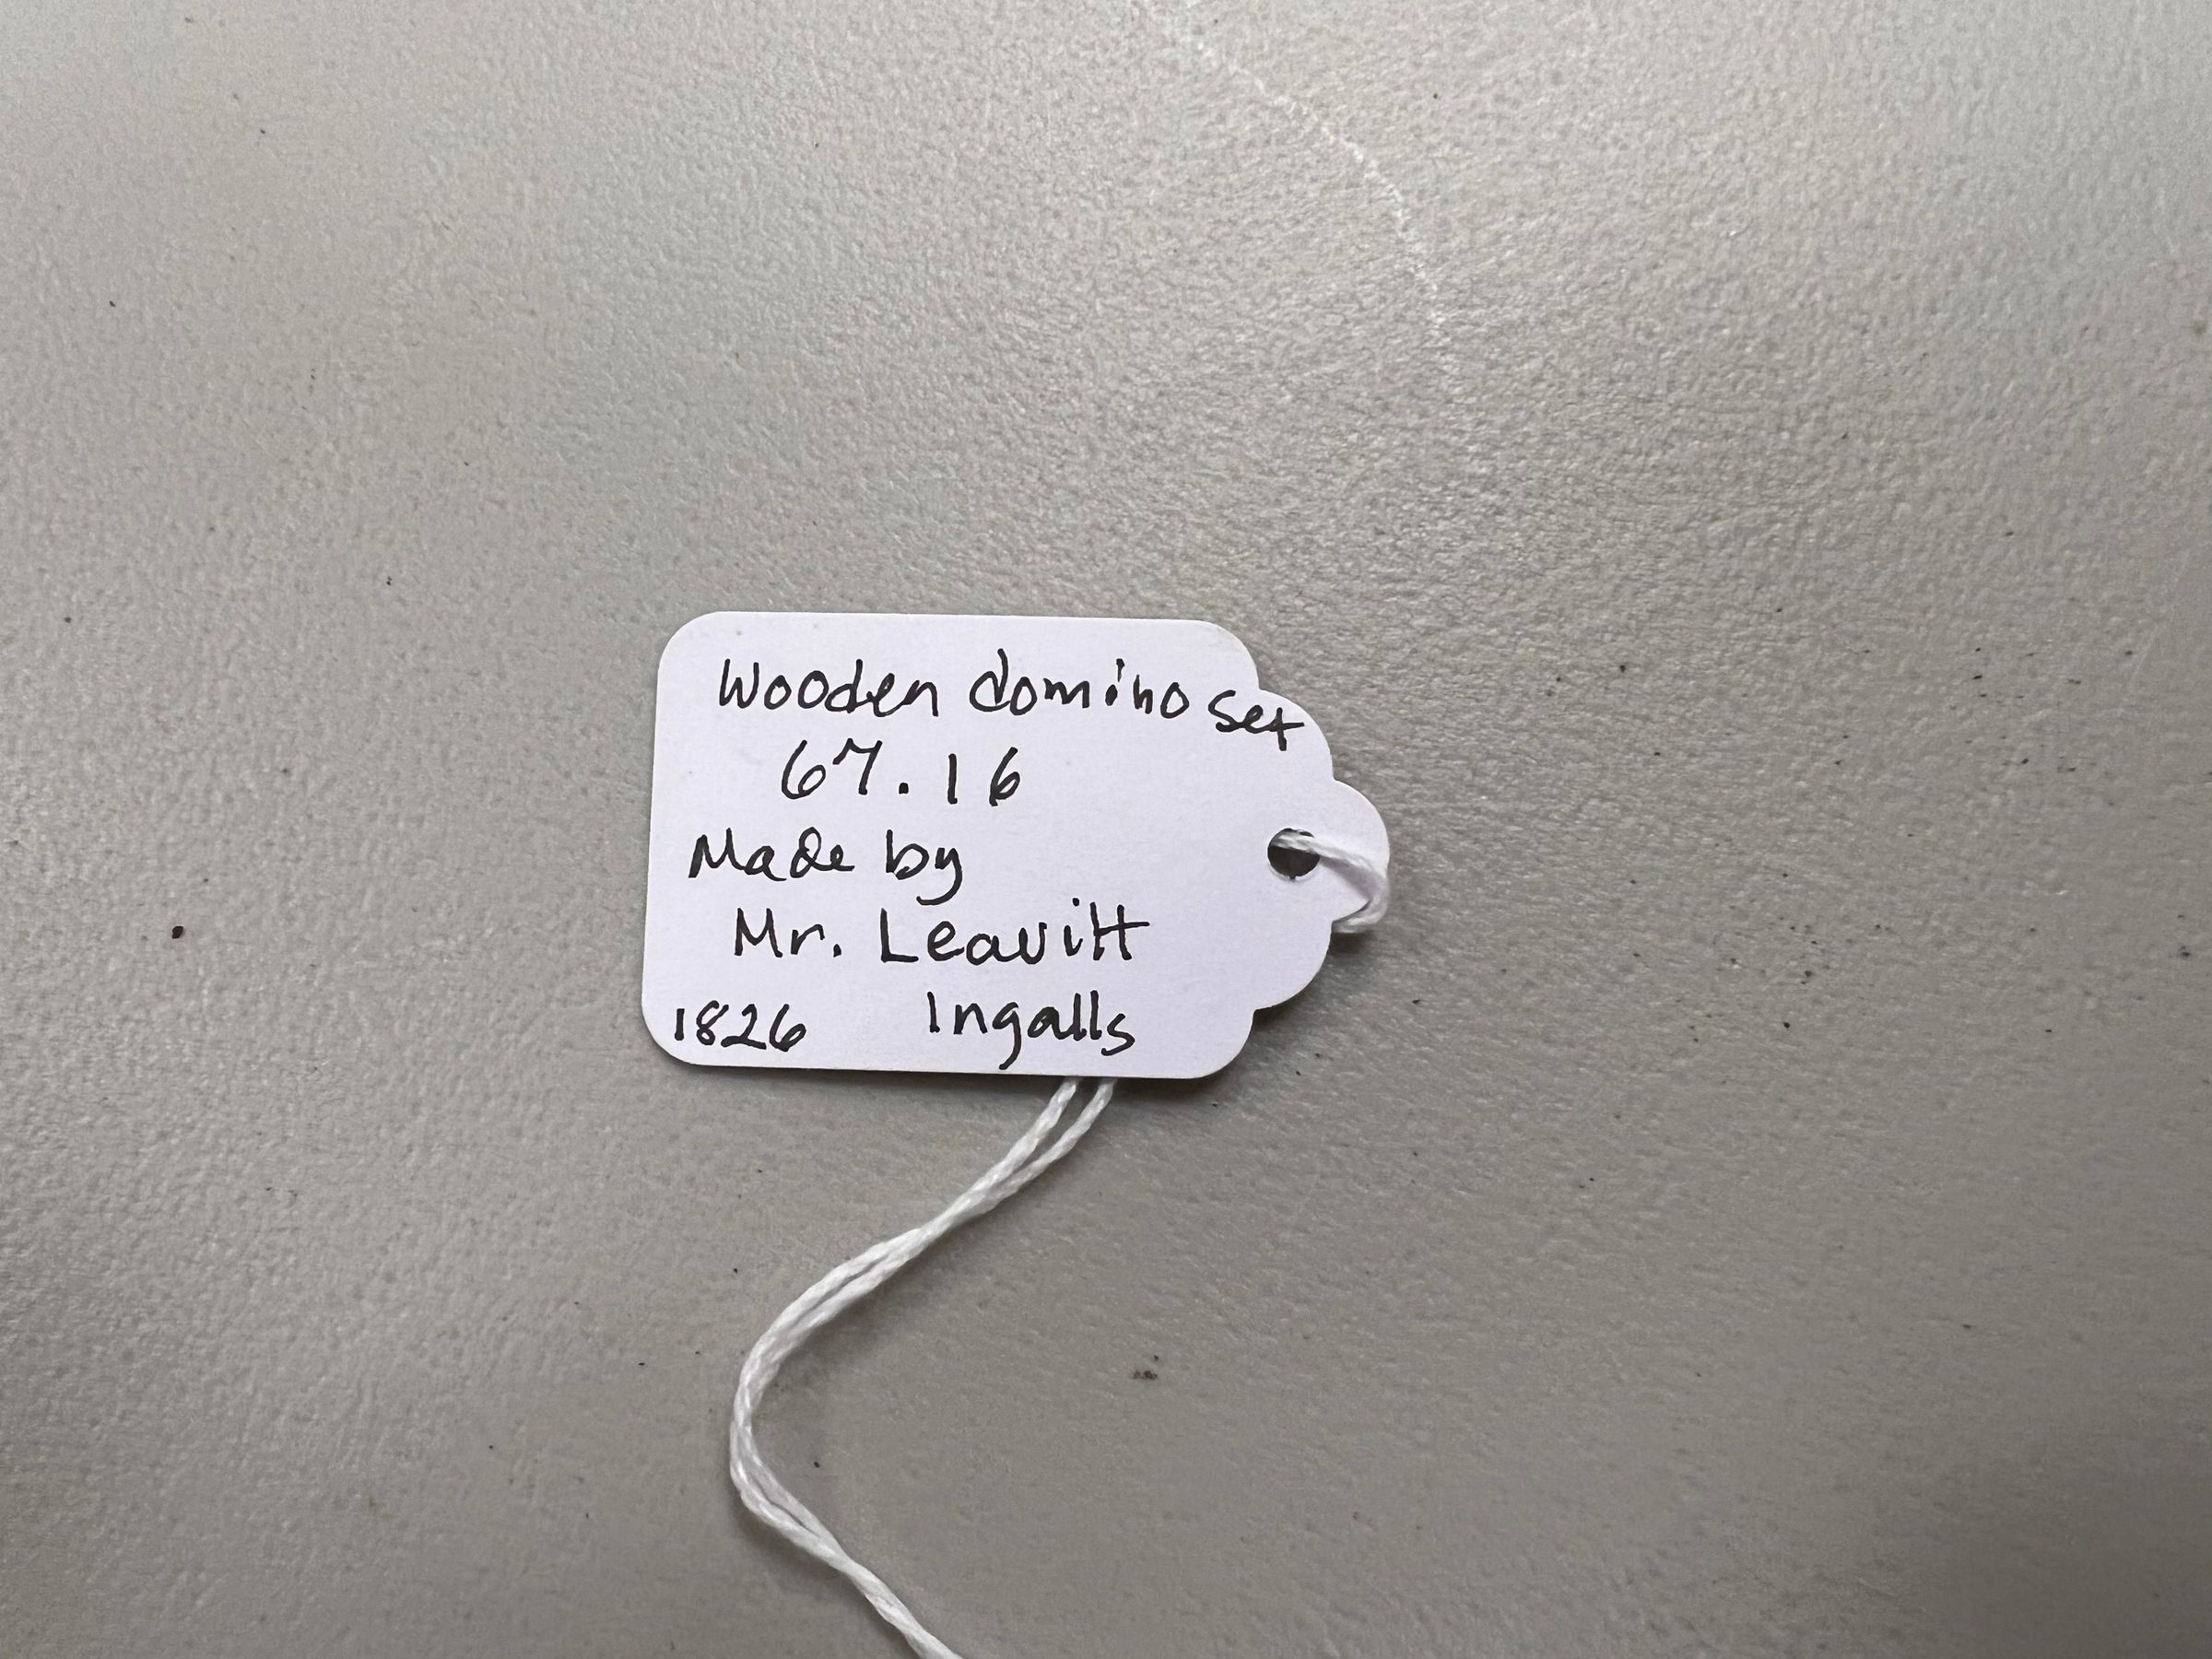 Wooden domino set
67.16
Made by
Mr. Leavitt
1826 Ingalls